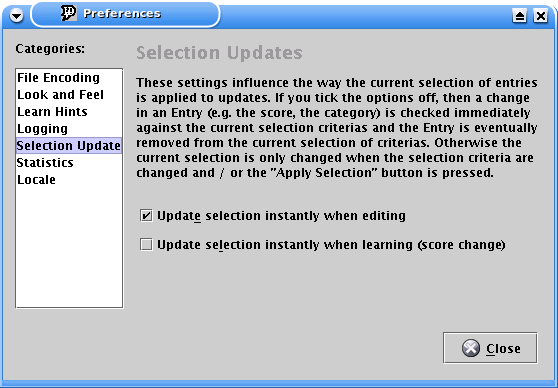 Preferences
Categories:
File Encoding
Look and Feel
Learn Hints
Logging
Selection Update
Statistics
Locale
Selection Updates
These settings influence the way the current selection of entries
is applied to updates. If you tick the options off, then a change
in an Entry (e.g. the score, the category) is checked immediately
against the current selection criterias and the Entry is eventually
removed from the current selection of criterias. Otherwise the
current selection is only changed when the selection criteria are
changed and / or the "Apply Selection" button is pressed.
Update selection instantly when editing
Update selection instantly when learning (score change)
Close